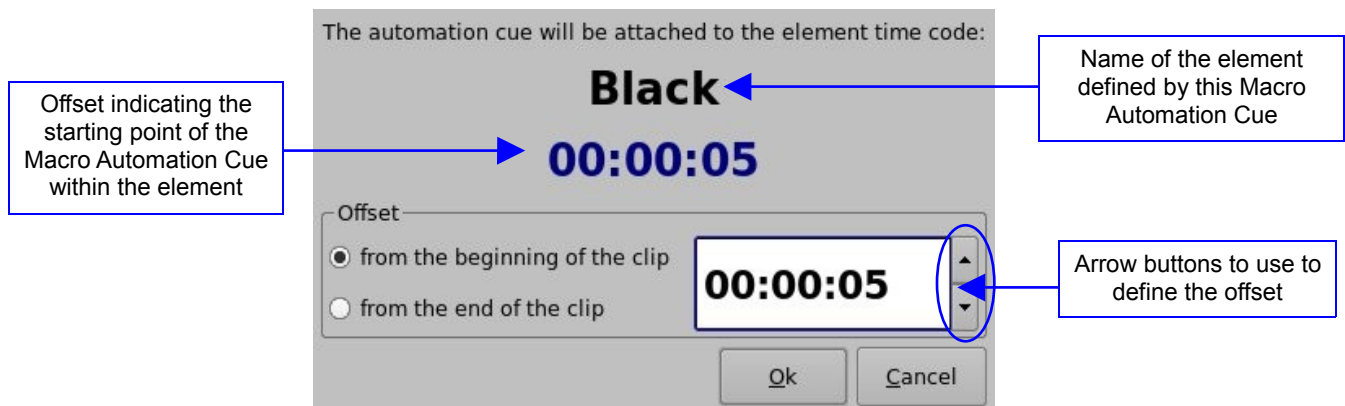 The automation cue will be attached to the element time code:
Black
Name of the element
defined by this Macro
Automation Cue
Offset indicating the
starting point of the
Macro Automation Cue
within the element
00:00:05
Offset
from the beginning of the clip
from the end of the clip
00:00:05
Arrow buttons to use to
define the offset
Ok
Cancel